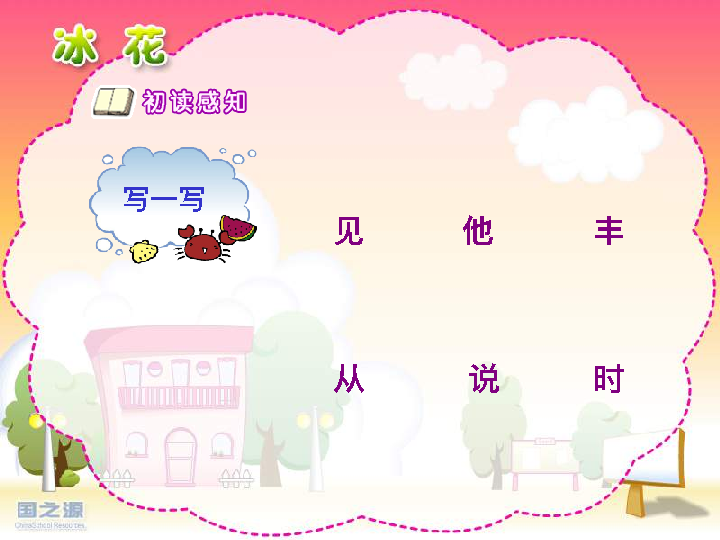 冰花
初读感知
写一写
见 他 丰
从 说 时
国之源